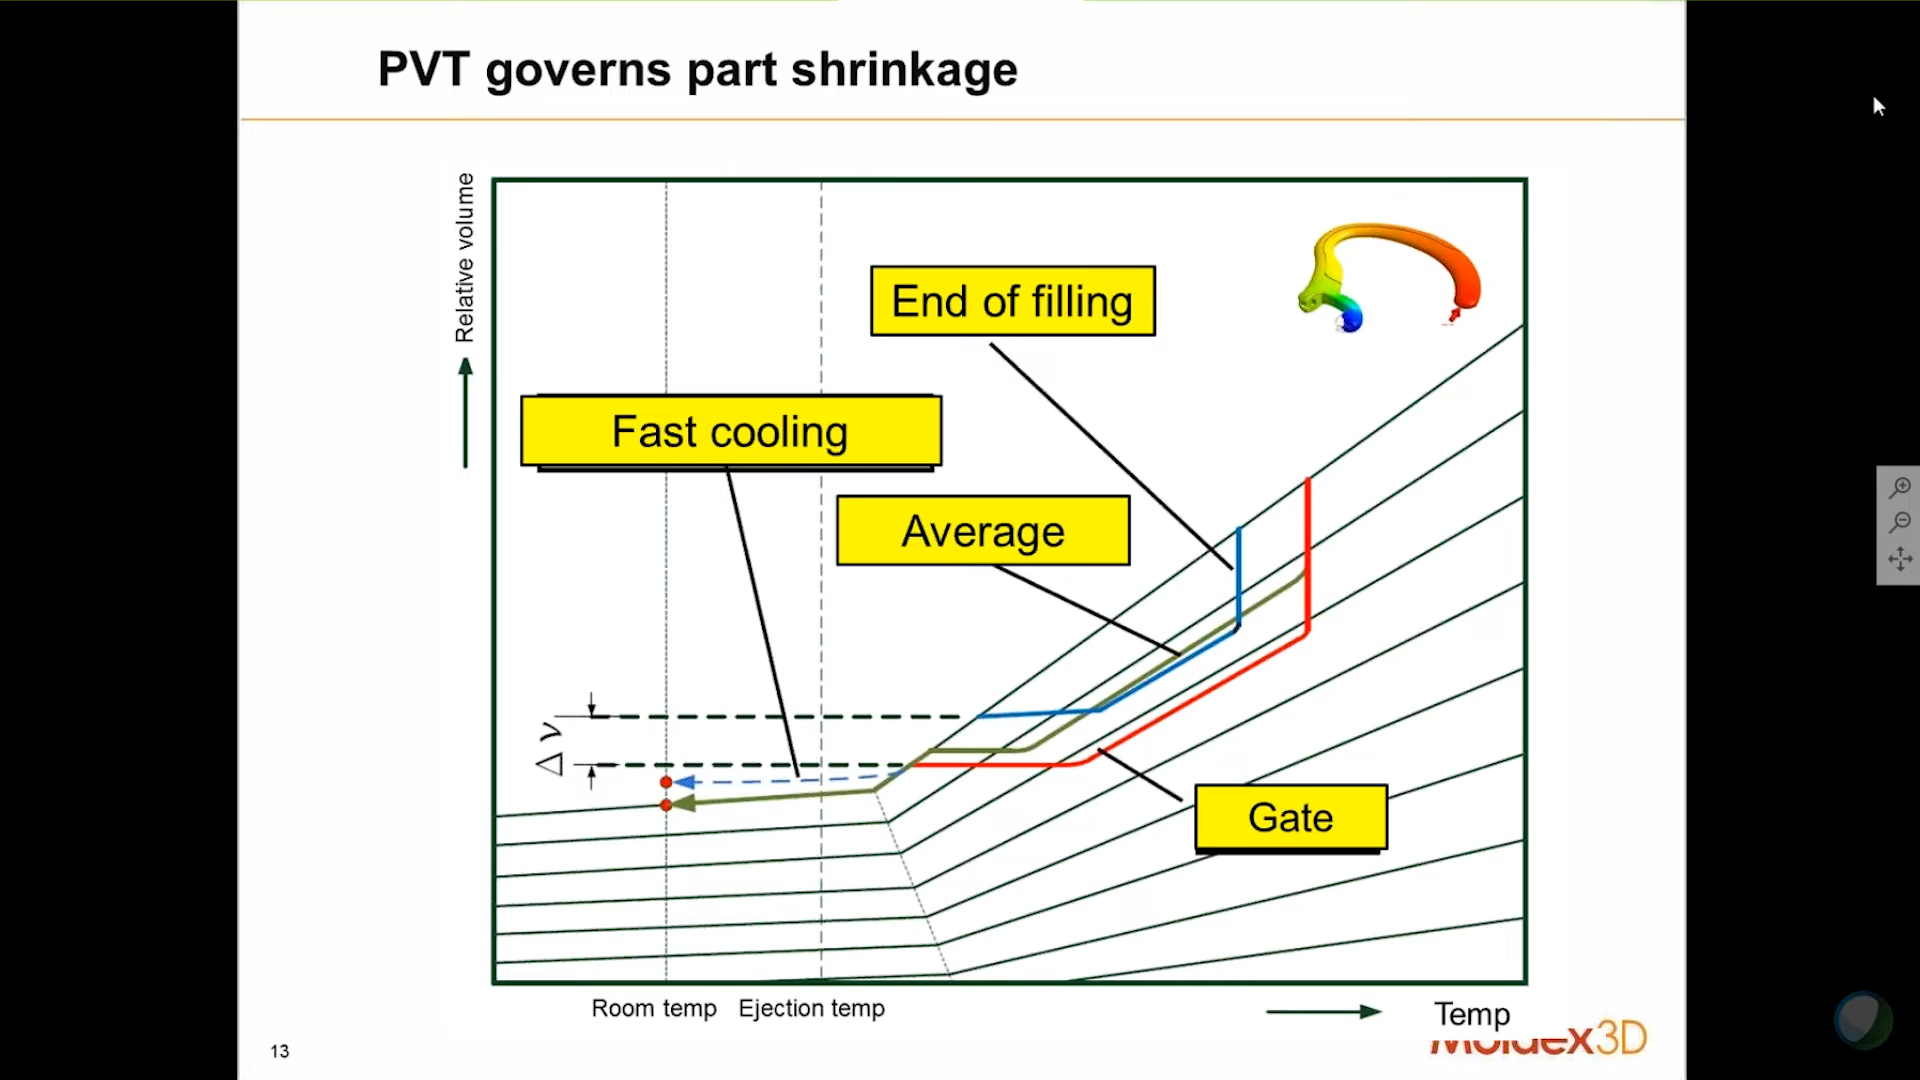 PVT governs part shrinkage
Relative volume
End of filling
Fast cooling
Average
Δν
Gate
Room temp
Ejection temp
Temp
Moldex3D
13